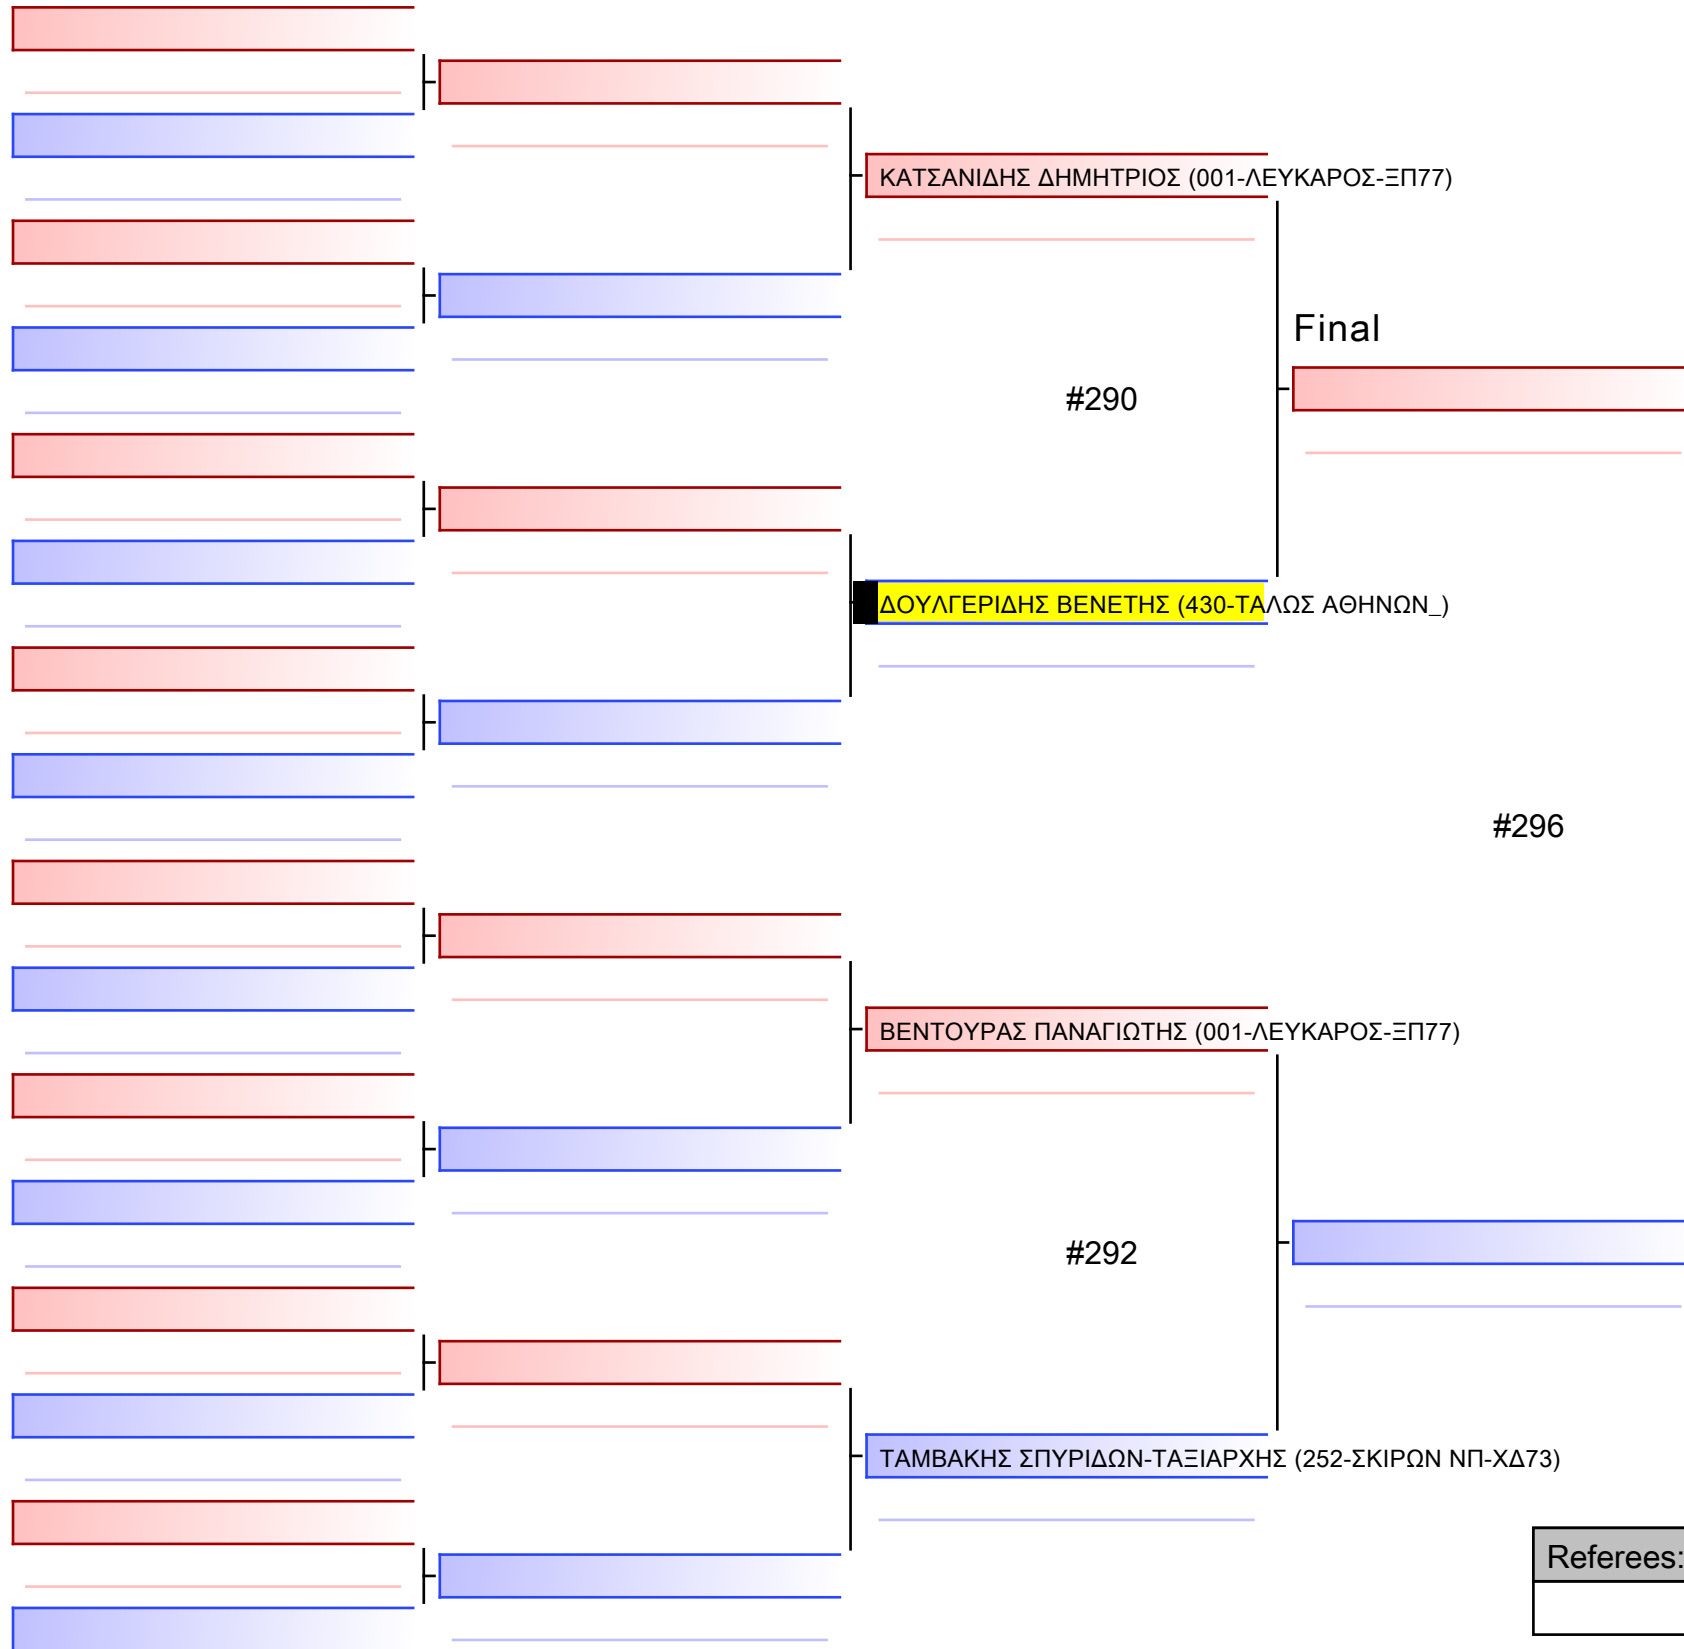 ΚΑΤΣΑΝΙΔΗΣ ΔΗΜΗΤΡΙΟΣ (001-ΛΕΥΚΑΡΟΣ-ΞΠ77)
Final
#290
ΔΟΥΛΓΕΡΙΔΗΣ ΒΕΝΕΤΗΣ (430-ΤΑΛΩΣ ΑΘΗΝΩΝ_)
#296
ΒΕΝΤΟΥΡΑΣ ΠΑΝΑΓΙΩΤΗΣ (001-ΛΕΥΚΑΡΟΣ-ΞΠ77)
#292
ΤΑΜΒΑΚΗΣ ΣΠΥΡΙΔΩΝ-ΤΑΞΙΑΡΧΗΣ (252-ΣΚΙΡΩΝ ΝΠ-ΧΔ73)
Referees: